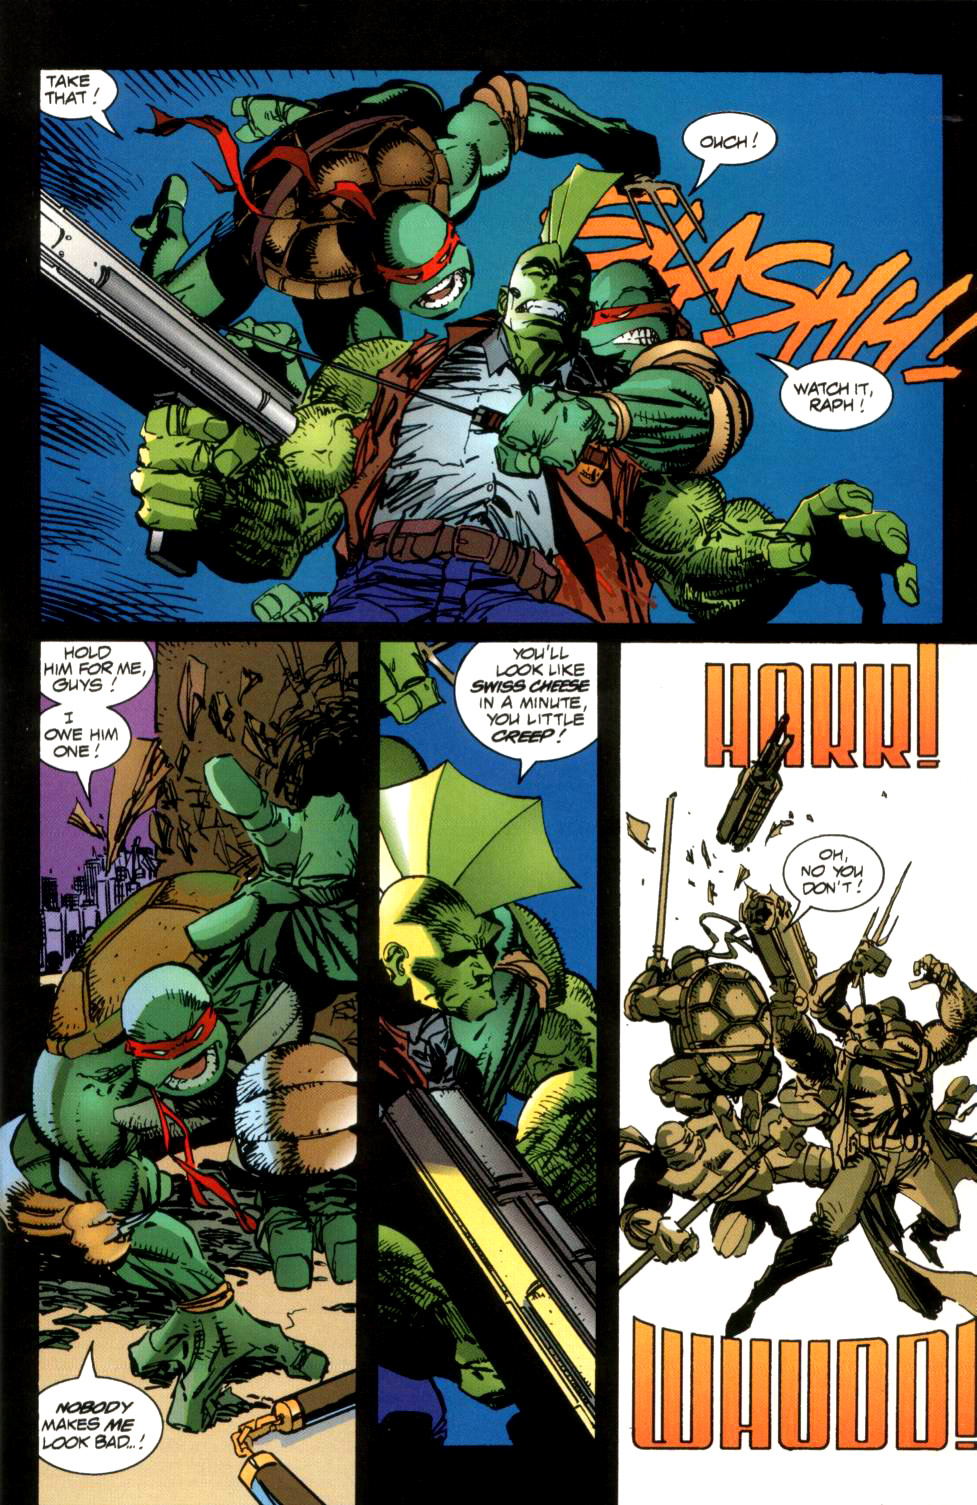 TAKE
THAT!
OUCH!
SLASHH!
WATCH IT,
RAPH!
HOLD
HIM FOR ME,
GUYS!
I
OWE HIM
ONE!
NOBODY
MAKES ME
LOOK BAD...!
YOU'LL
LOOK LIKE
SWISS CHEESE
IN A MINUTE,
YOU LITTLE
CREEP!
HAKK!
OH,
NO YOU
DON'T!
WHUDD!